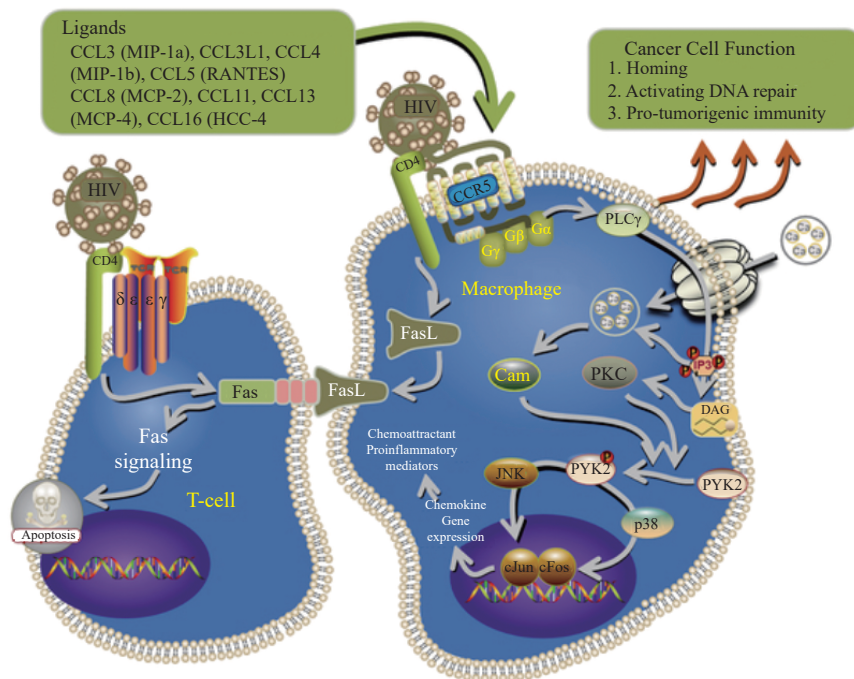 Ligands
CCL3 (MIP-1a), CCL3L1, CCL4
(MIP-1b), CCL5 (RANTES)
CCL8 (MCP-2), CCL11, CCL13
(MCP-4), CCL16 (HCC-4
Cancer Cell Function
1. Homing
2. Activating DNA repair
3. Pro-tumorigenic immunity
HIV
CD4
CCR5
Gγ
Gβ
Gα
PLCγ
HIV
CD4
TCR
TCR
δ ε ε γ
Macrophage
FasL
Cam
PKC
P
P
P
IP3
DAG
Fas
FasL
Fas
signaling
Chemoattractant
Proinflammatory
mediators
JNK
PYK2
P
PYK2
T-cell
Chemokine
Gene
expression
p38
Apoptosis
cJun
cFos